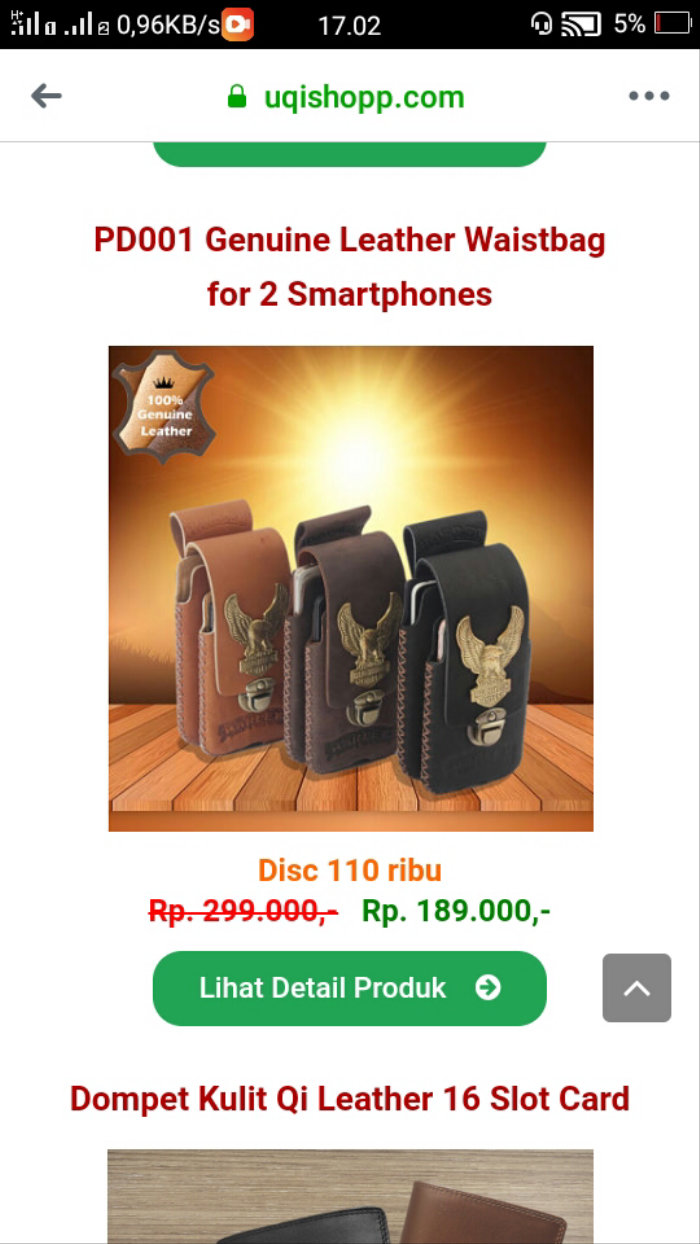 0,96KB/s
17.02
5%
uqishopp.com
PD001 Genuine Leather Waistbag
for 2 Smartphones
100%
Genuine
Leather
Disc 110 ribu
Rp. 299.000,- Rp. 189.000,-
Lihat Detail Produk
Dompet Kulit Qi Leather 16 Slot Card